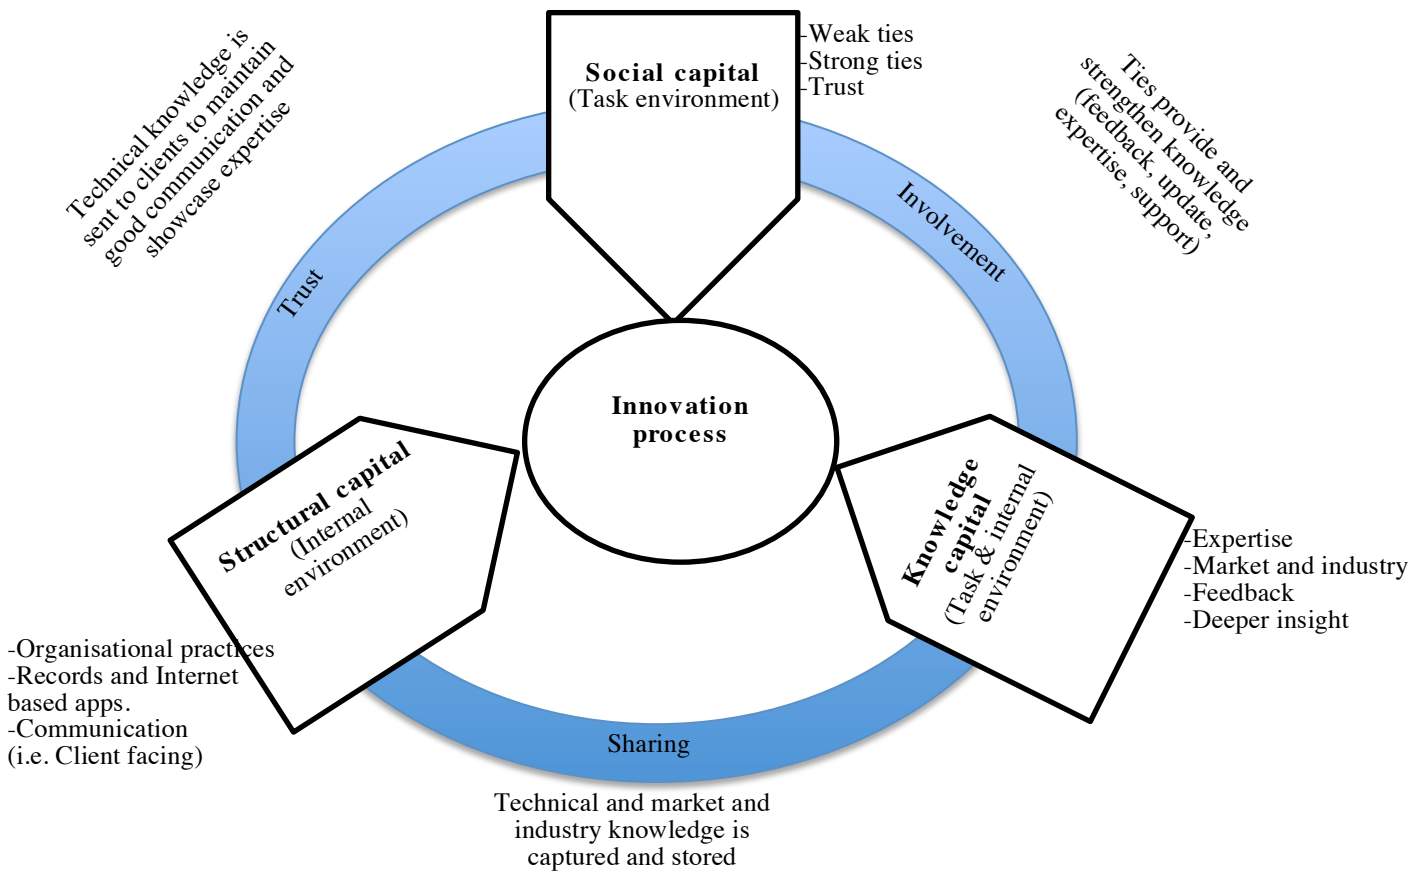 Technical knowledge is
sent to clients to maintain
good communication and
showcase expertise
Social capital
(Task environment)
-Weak ties
-Strong ties
-Trust
Ties provide and
strengthen knowledge
(feedback, update,
expertise, support)
Trust
Involvement
Innovation
process
Structural capital
(Internal
environment)
Knowledge
capital
(Task & internal
environment)
-Expertise
-Market and industry
-Feedback
-Deeper insight
-Organisational practices
-Records and Internet
based apps.
-Communication
(i.e. Client facing)
Sharing
Technical and market and
industry knowledge is
captured and stored